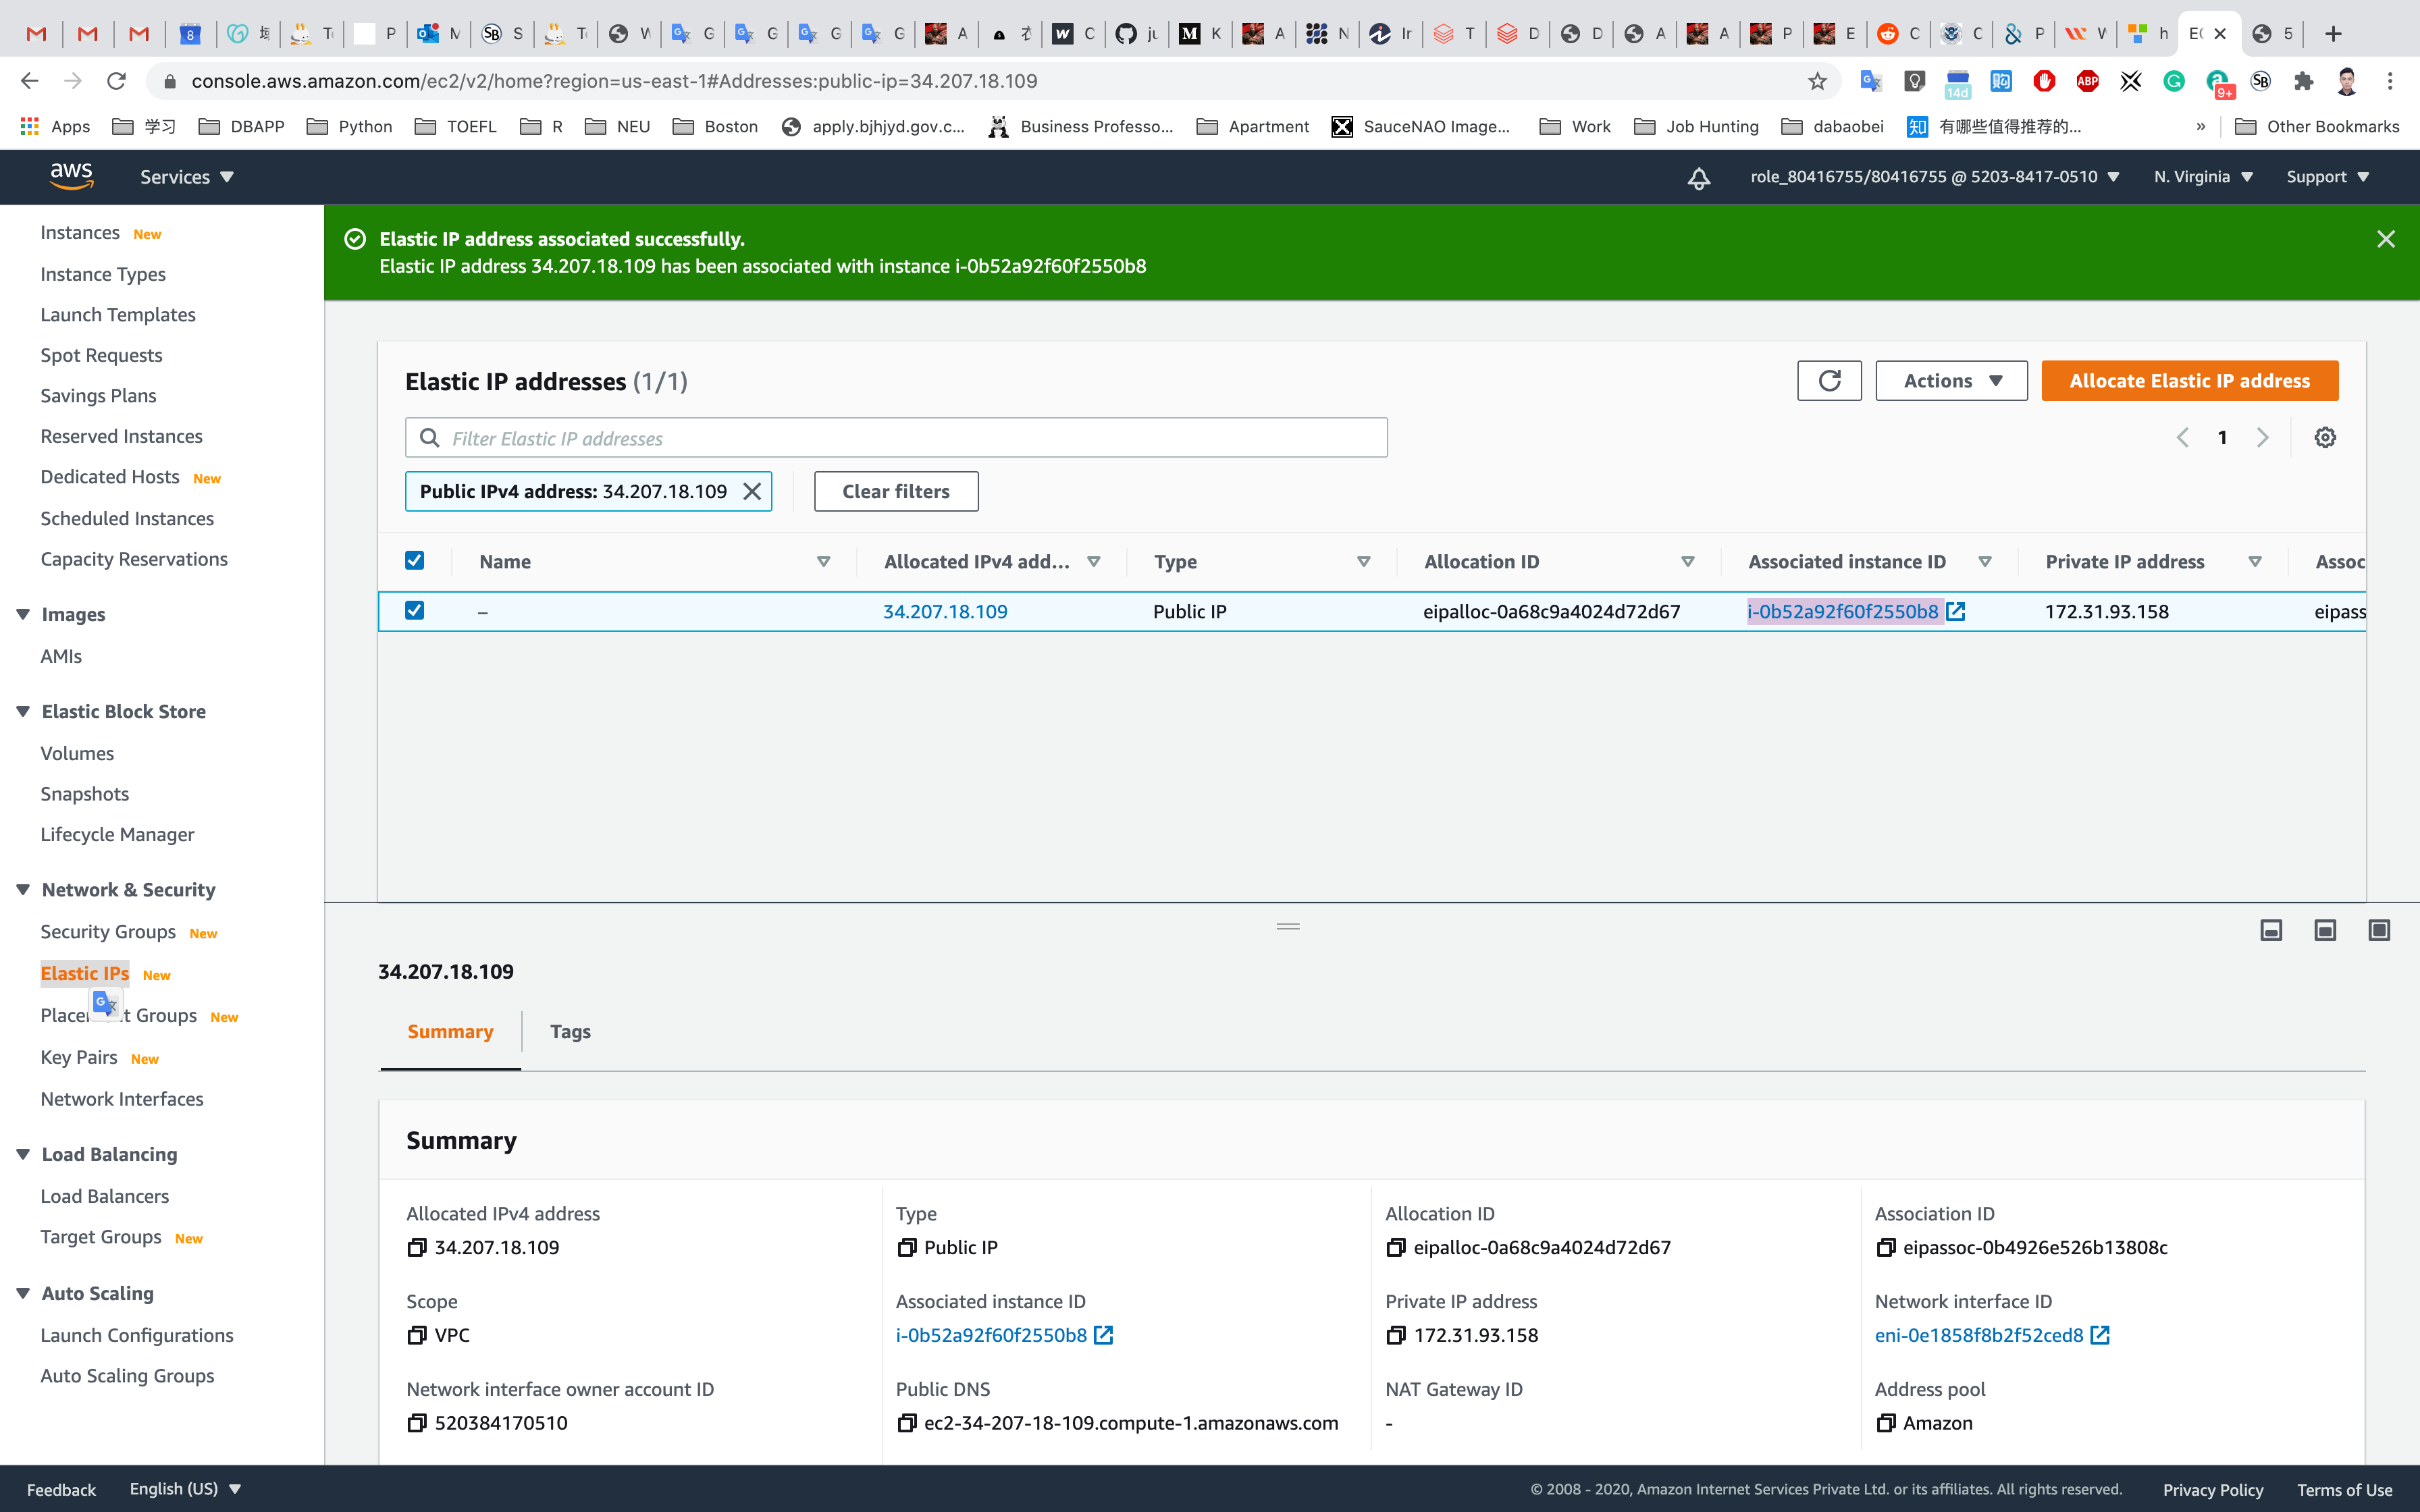 8
console.aws.amazon.com/ec2/v2/home?region=us-east-1#Addresses:public-ip=34.207.18.109
14d
ABP
9+
Apps
学习
DBAPP
Python
TOEFL
R
NEU
Boston
apply.bjhjyd.gov.c...
Business Professo...
Apartment
SauceNAO Image...
Work
Job Hunting
dabaobei
知 有哪些值得推荐的...
»
Other Bookmarks
aws
Services
role_80416755/80416755 @ 5203-8417-0510
N. Virginia
Support
Instances New
Instance Types
Launch Templates
Spot Requests
Savings Plans
Reserved Instances
Dedicated Hosts New
Scheduled Instances
Capacity Reservations
Images
AMIs
Elastic Block Store
Volumes
Snapshots
Lifecycle Manager
Network & Security
Security Groups New
Elastic IPs New
Key Pairs New
Network Interfaces
Load Balancing
Load Balancers
Target Groups New
Auto Scaling
Launch Configurations
Auto Scaling Groups
Elastic IP address associated successfully.
Elastic IP address 34.207.18.109 has been associated with instance i-0b52a92f60f2550b8
Elastic IP addresses (1/1)
Actions
Allocate Elastic IP address
Filter Elastic IP addresses
1
Public IPv4 address: 34.207.18.109
Clear filters
Name
Allocated IPv4 add...
Type
Allocation ID
Associated instance ID
Private IP address
Assoc
–
34.207.18.109
Public IP
eipalloc-0a68c9a4024d72d67
i-0b52a92f60f2550b8
172.31.93.158
eipass
34.207.18.109
Summary
Tags
Summary
Allocated IPv4 address
34.207.18.109
Type
Public IP
Allocation ID
eipalloc-0a68c9a4024d72d67
Association ID
eipassoc-0b4926e526b13808c
Scope
VPC
Associated instance ID
i-0b52a92f60f2550b8
Private IP address
172.31.93.158
Network interface ID
eni-0e1858f8b2f52ced8
Network interface owner account ID
520384170510
Public DNS
ec2-34-207-18-109.compute-1.amazonaws.com
NAT Gateway ID
-
Address pool
Amazon
Feedback
English (US)
© 2008 - 2020, Amazon Internet Services Private Ltd. or its affiliates. All rights reserved.
Privacy Policy
Terms of Use